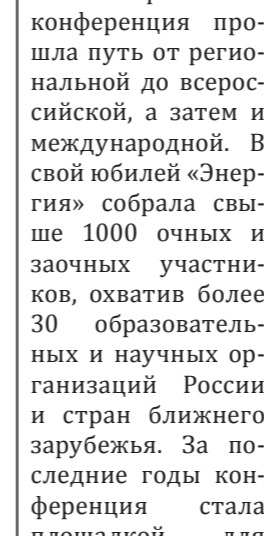 конференция про-
шла путь от регио-
нальной до всерос-
сийской, а затем и
международной. В
свой юбилей «Энер-
гия» собрала свы-
ше 1000 очных и
заочных участни-
ков, охватив более
30 образователь-
ных и научных ор-
ганизаций России
и стран ближнего
зарубежья. За по-
следние годы кон-
ференция стала
площадкой для